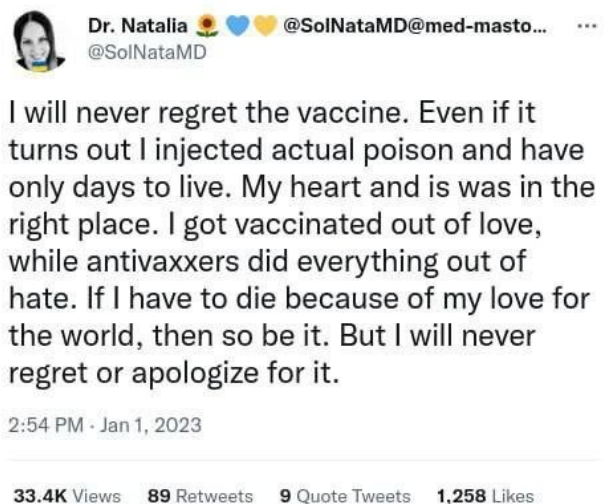 Dr. Natalia 🌻💙💛 @SolNataMD@med-masto...
@SolNataMD
I will never regret the vaccine. Even if it
turns out I injected actual poison and have
only days to live. My heart and is was in the
right place. I got vaccinated out of love,
while antivaxxers did everything out of
hate. If I have to die because of my love for
the world, then so be it. But I will never
regret or apologize for it.
2:54 PM · Jan 1, 2023
33.4K Views 89 Retweets 9 Quote Tweets 1,258 Likes